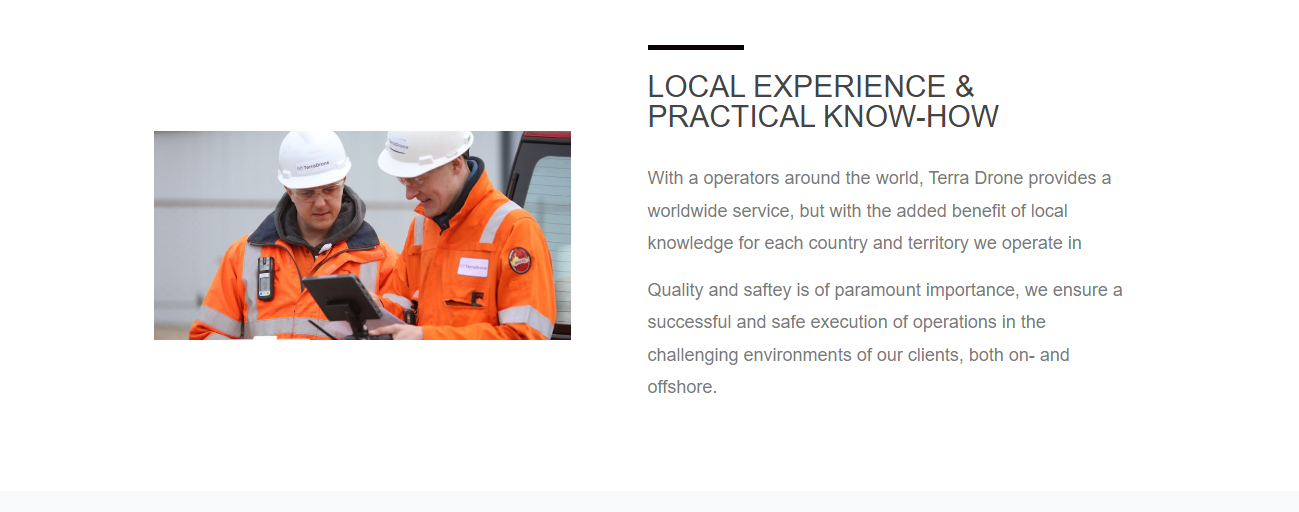 LOCAL EXPERIENCE &
PRACTICAL KNOW-HOW
With a operators around the world, Terra Drone provides a
worldwide service, but with the added benefit of local
knowledge for each country and territory we operate in
Quality and saftey is of paramount importance, we ensure a
successful and safe execution of operations in the
challenging environments of our clients, both on- and
offshore.
TerraDrone
TerraDrone
TerraDrone